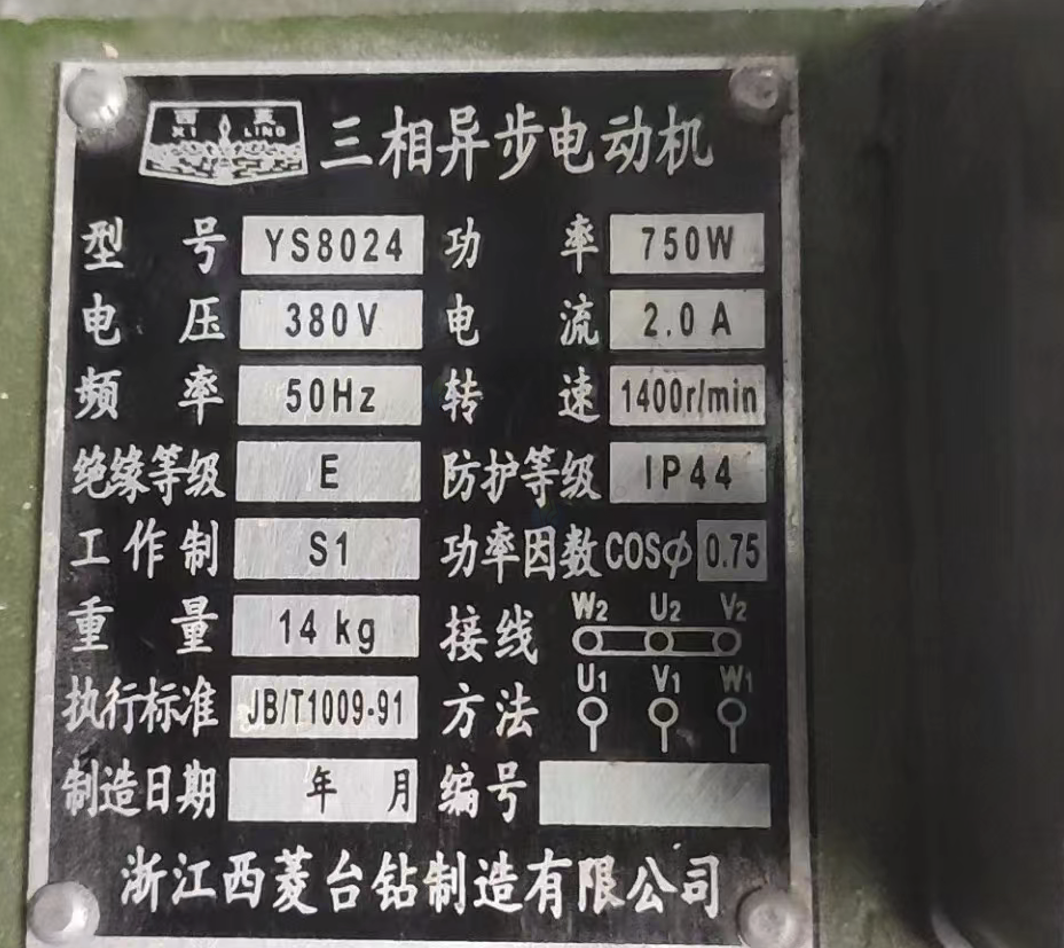 西菱
XI LING
三相异步电动机
型号 YS8024 功率 750W
电压 380V 电流 2.0 A
频率 50Hz 转速 1400r/min
绝缘等级 E 防护等级 IP44
工作制 S1 功率因数COSφ 0.75
重量 14 kg 接线 W2 U2 V2
执行标准 JB/T1009-91 方法 U1 V1 W1
制造日期 年 月 编号
浙江西菱台钻制造有限公司